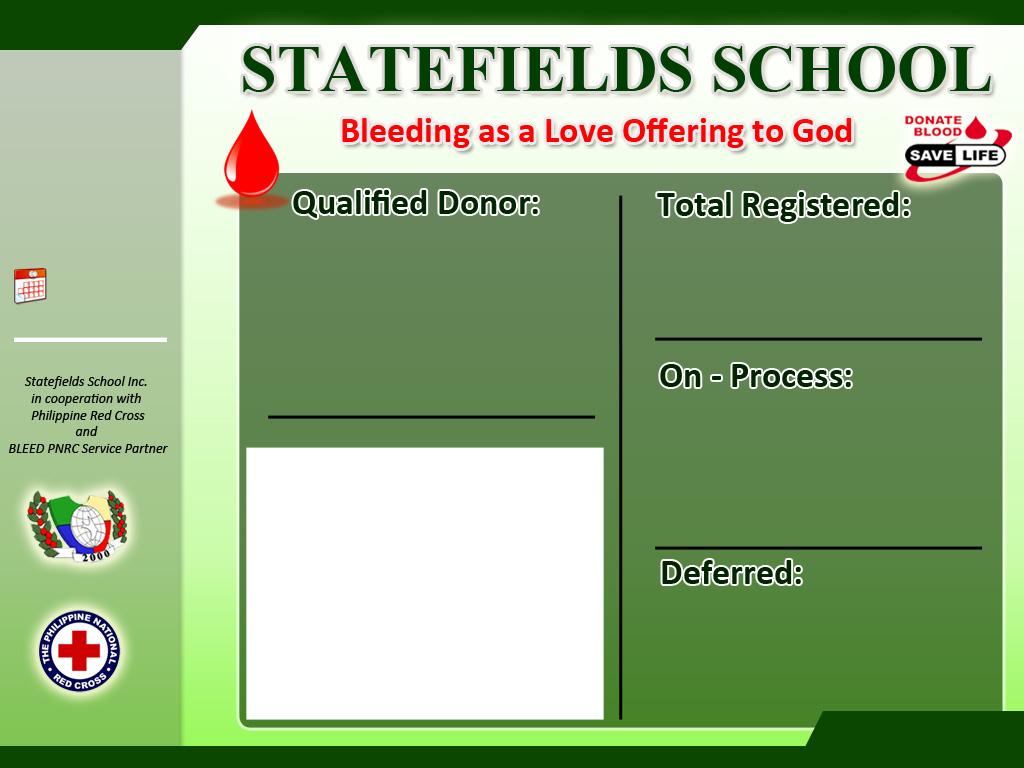 STATEFIELDS SCHOOL
Bleeding as a Love Offering to God
DONATE
BLOOD
SAVE LIFE
Qualified Donor:
Total Registered:
On - Process:
Deferred:
Statefields School Inc.
in cooperation with
Philippine Red Cross
and
BLEED PNRC Service Partner
2000
THE PHILIPPINE NATIONAL
RED CROSS